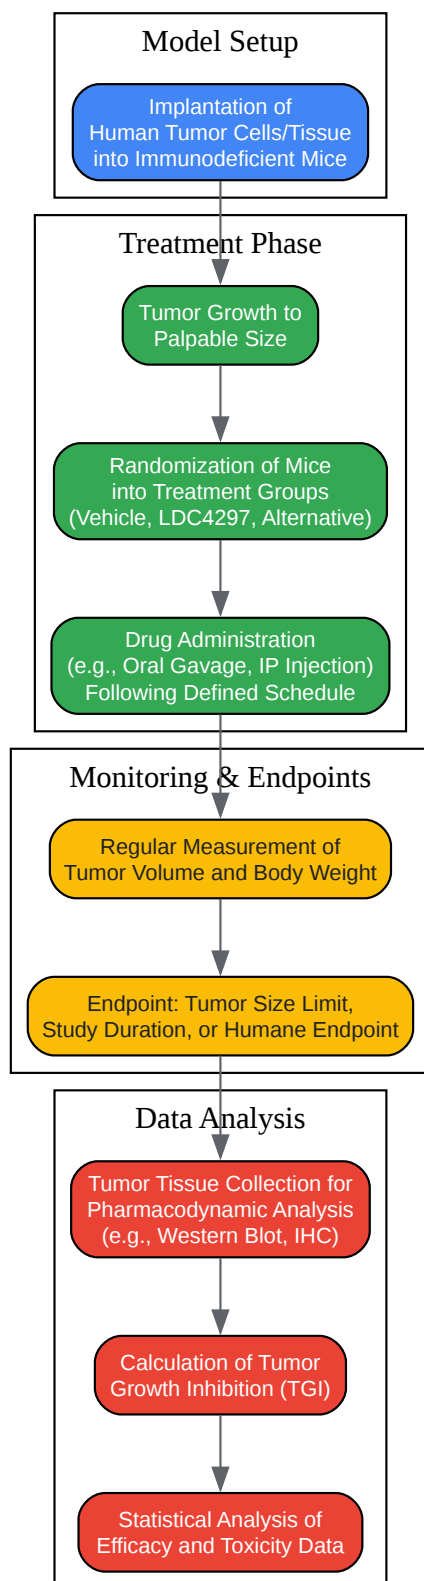 Model Setup
Implantation of
Human Tumor Cells/Tissue
into Immunodeficient Mice
Treatment Phase
Tumor Growth to
Palpable Size
Randomization of Mice
into Treatment Groups
(Vehicle, LDC4297, Alternative)
Drug Administration
(e.g., Oral Gavage, IP Injection)
Following Defined Schedule
Monitoring & Endpoints
Regular Measurement of
Tumor Volume and Body Weight
Endpoint: Tumor Size Limit,
Study Duration, or Humane Endpoint
Data Analysis
Tumor Tissue Collection for
Pharmacodynamic Analysis
(e.g., Western Blot, IHC)
Calculation of Tumor
Growth Inhibition (TGI)
Statistical Analysis of
Efficacy and Toxicity Data